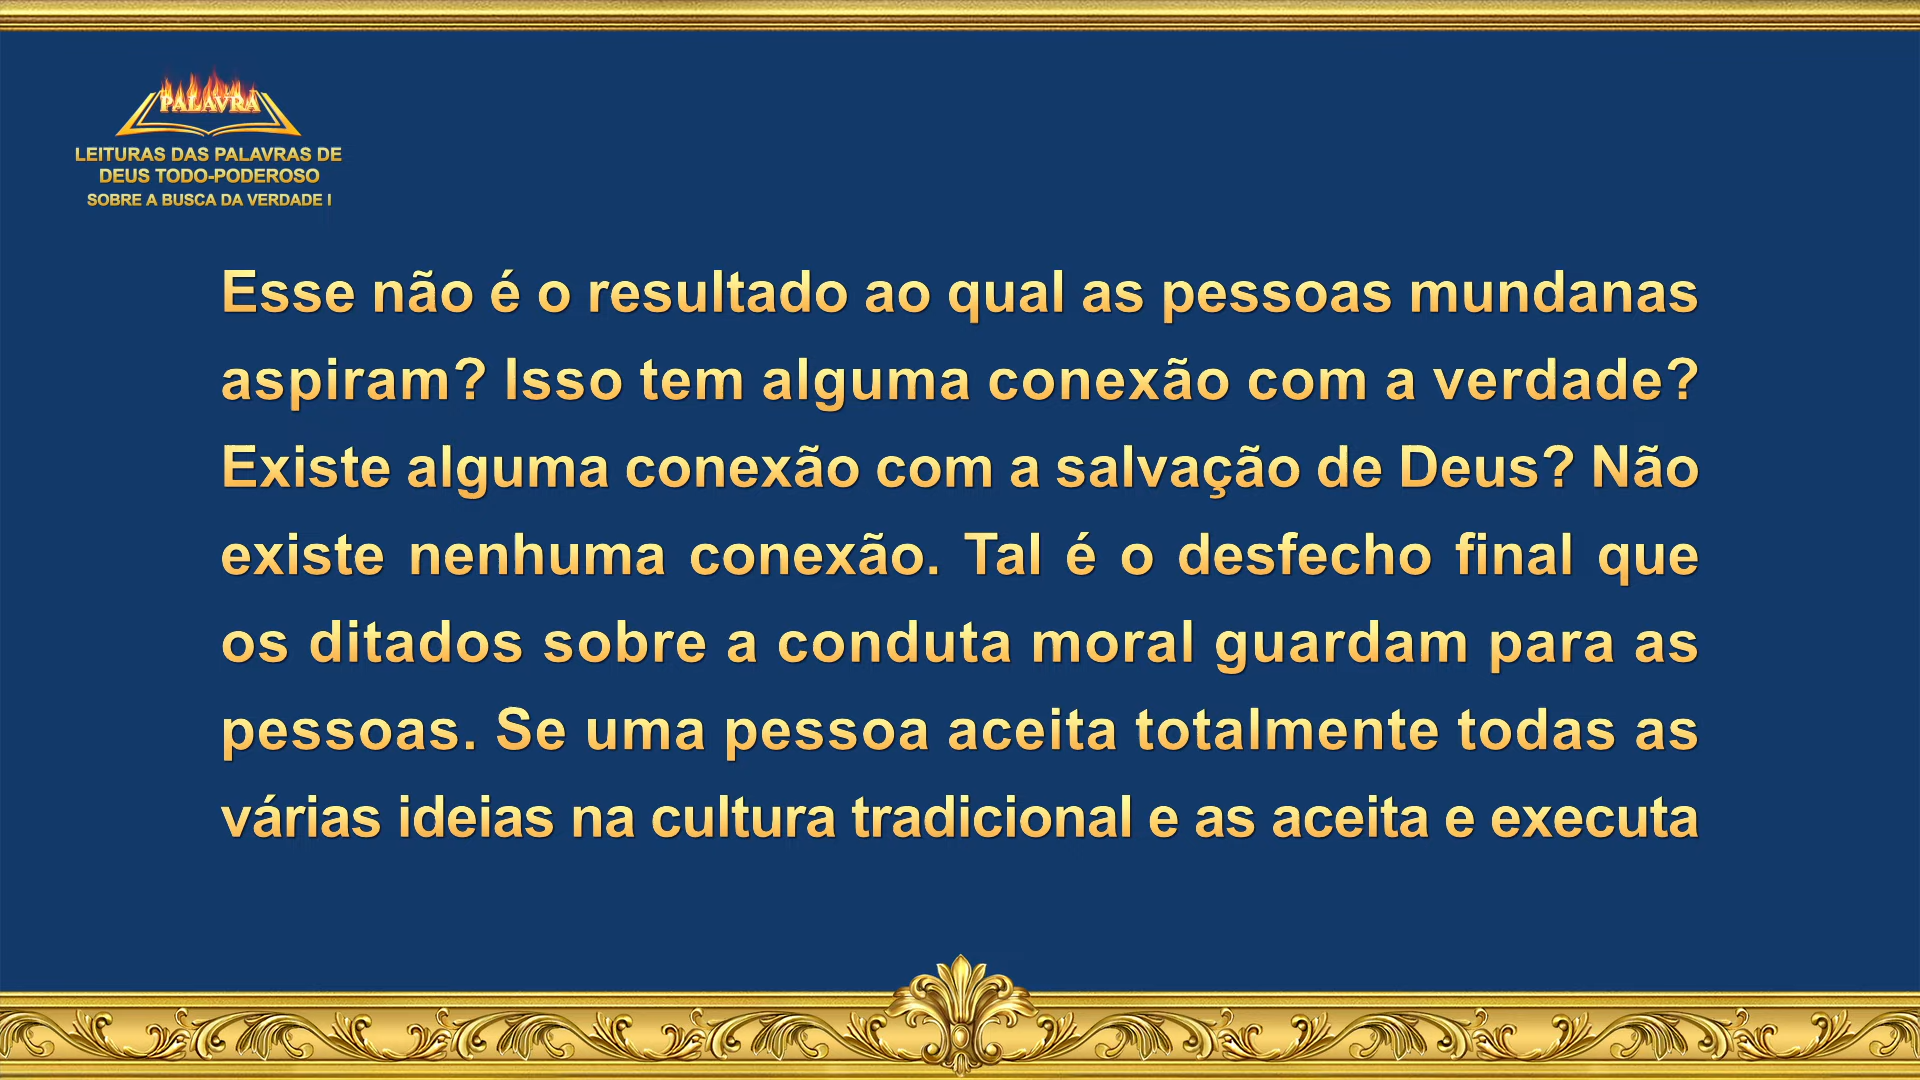 PALAVRA
LEITURAS DAS PALAVRAS DE
DEUS TODO-PODEROSO
SOBRE A BUSCA DA VERDADE I
Esse não é o resultado ao qual as pessoas mundanas
aspiram? Isso tem alguma conexão com a verdade?
Existe alguma conexão com a salvação de Deus? Não
existe nenhuma conexão. Tal é o desfecho final que
os ditados sobre a conduta moral guardam para as
pessoas. Se uma pessoa aceita totalmente todas as
várias ideias na cultura tradicional e as aceita e executa